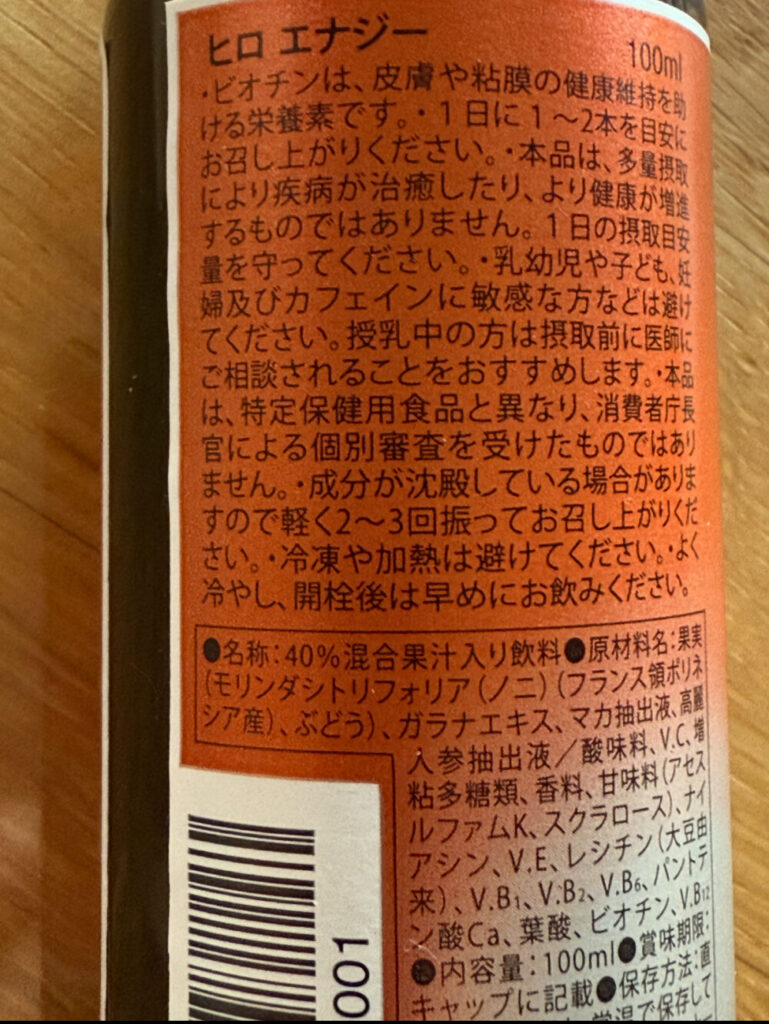 ヒロ エナジー
100ml
・ビオチンは、皮膚や粘膜の健康維持を助
ける栄養素です。・1日に1～2本を目安に
お召し上がりください。・本品は、多量摂取
により疾病が治癒したり、より健康が増進
するものではありません。1日の摂取目安
量を守ってください。・乳幼児や子ども、妊
婦及びカフェインに敏感な方などは避け
てください。授乳中の方は摂取前に医師に
ご相談されることをおすすめします。・本品
は、特定保健用食品と異なり、消費者庁長
官による個別審査を受けたものではあり
ません。・成分が沈殿している場合がありま
すので軽く2～3回振ってお召し上がりくだ
さい。・冷凍や加熱は避けてください。・よく
冷やし、開栓後は早めにお飲みください。
●名称：40%混合果汁入り飲料●原材料名：果実
（モリンダシトリフォリア（ノニ）（フランス領ポリネ
シア産）、ぶどう）、ガラナエキス、マカ抽出液、高麗
人参抽出液／酸味料、V.C、増
粘多糖類、香料、甘味料（アセス
ルファムK、スクラロース）、ナイ
アシン、V.E、レシチン（大豆由
来）、V.B₁、V.B₂、V.B₆、パントテ
ン酸Ca、葉酸、ビオチン、V.B₁₂
●内容量：100ml●賞味期限：
キャップに記載●保存方法：直
常温で保存して
001